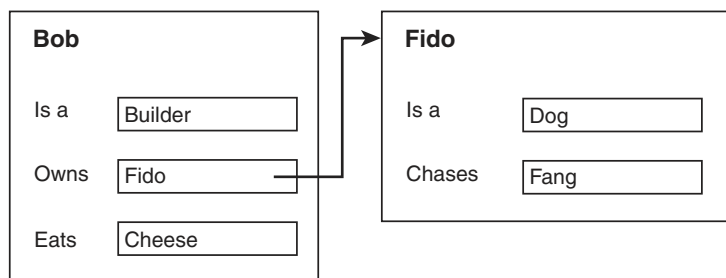 Bob
Is a Builder
Owns Fido
Eats Cheese
Fido
Is a Dog
Chases Fang